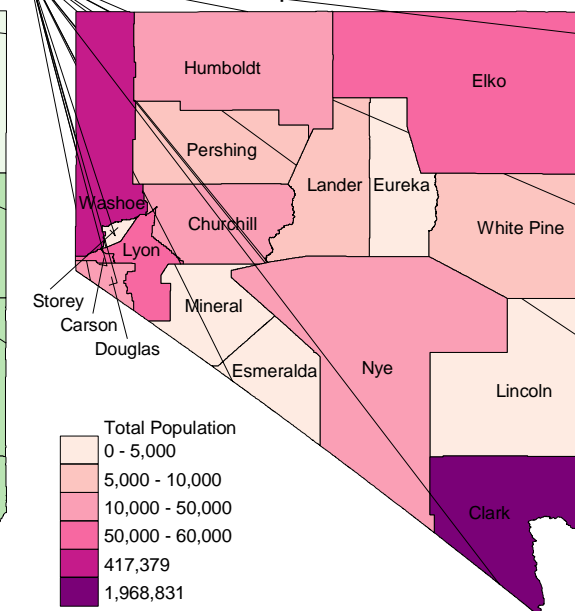 Humboldt
Elko
Pershing
Lander
Eureka
Washoe
Churchill
White Pine
Lyon
Storey
Carson
Douglas
Mineral
Esmeralda
Nye
Lincoln
Clark
Total Population
0 - 5,000
5,000 - 10,000
10,000 - 50,000
50,000 - 60,000
417,379
1,968,831